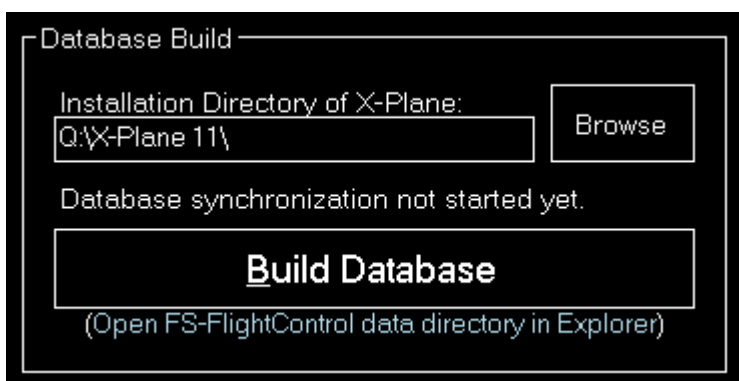 Database Build
Installation Directory of X-Plane:
Q:\X-Plane 11\
Browse
Database synchronization not started yet.
Build Database
(Open FS-FlightControl data directory in Explorer)